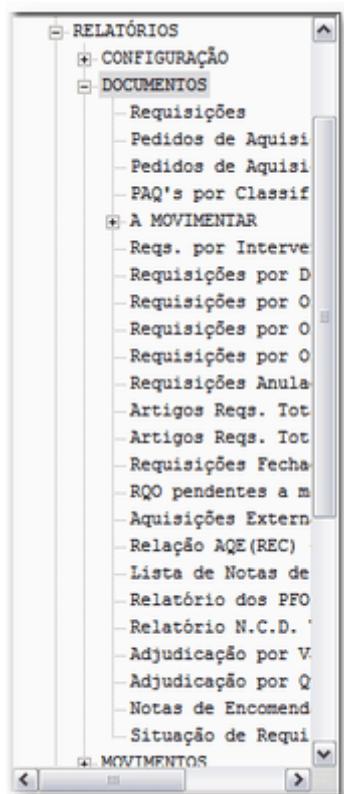 RELATÓRIOS
CONFIGURAÇÃO
DOCUMENTOS
Requisições
Pedidos de Aquisi
Pedidos de Aquisi
PAQ's por Classif
A MOVIMENTAR
Reqs. por Interve
Requisições por D
Requisições por O
Requisições por O
Requisições por O
Requisições Anula
Artigos Reqs. Tot
Artigos Reqs. Tot
Requisições Fecha
RQO pendentes a m
Aquisições Extern
Relação AQE(REC)
Lista de Notas de
Relatório dos PFO
Relatório N.C.D.
Adjudicação por V
Adjudicação por Q
Notas de Encomend
Situação de Requi
MOVIMENTOS